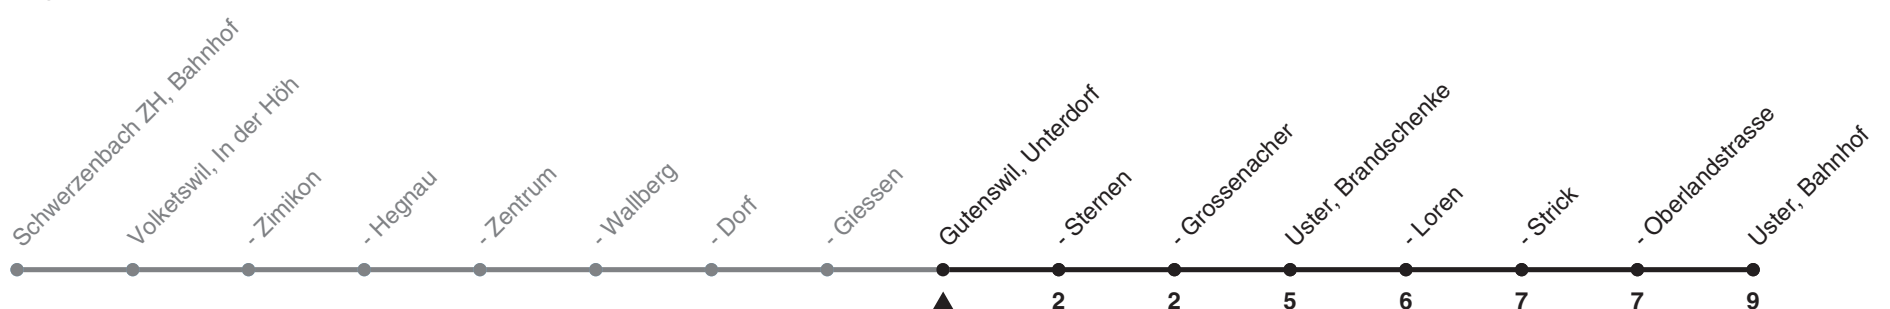 Schwerzenbach ZH, Bahnhof
Volketswil, In der Höh
- Zimikon
- Hegnau
- Zentrum
- Wallberg
- Dorf
- Giessen
Gutenswil, Unterdorf
- Sternen
- Grossenacher
Uster, Brandschenke
- Loren
- Strick
- Oberlandstrasse
Uster, Bahnhof
2 2 5 6 7 7 9